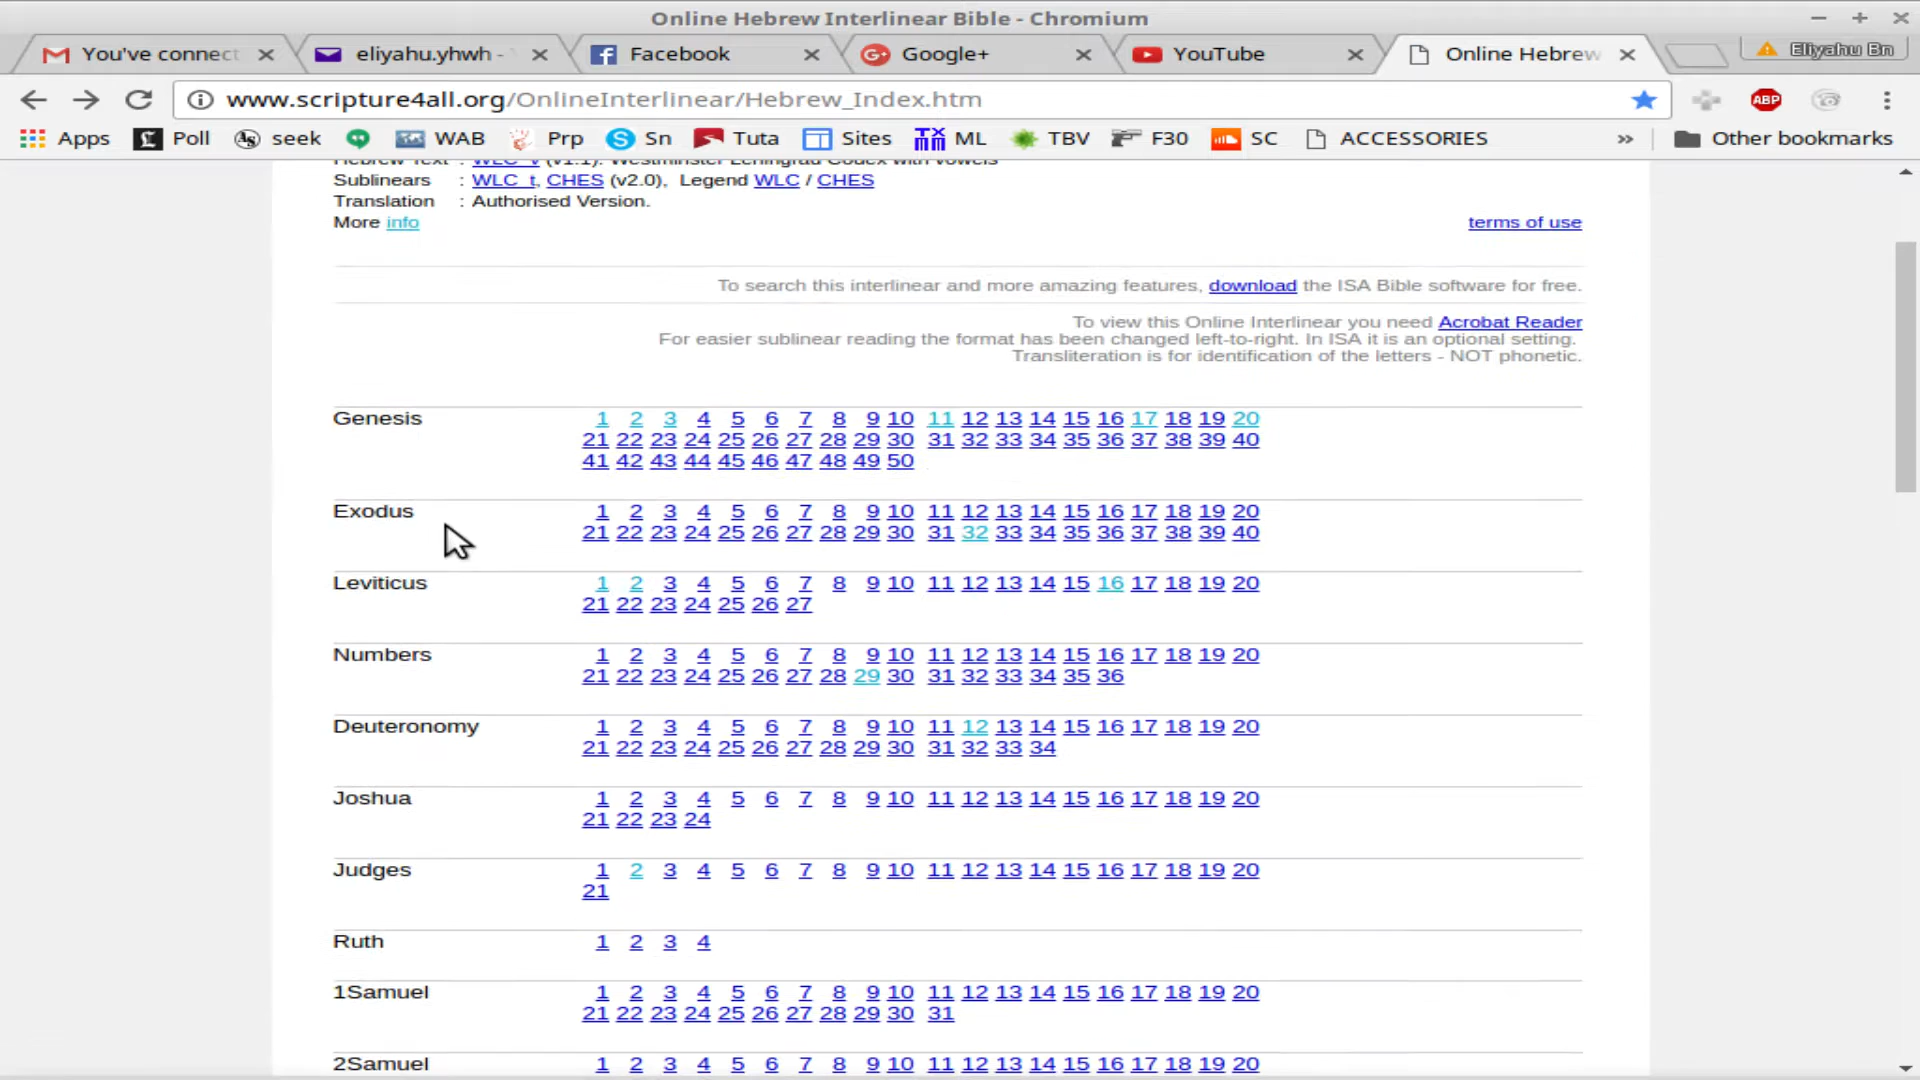 Online Hebrew Interlinear Bible - Chromium
You've connect eliyahu.yhwh - Facebook Google+ YouTube Online Hebrew Eliyahu Bn
www.scripture4all.org/OnlineInterlinear/Hebrew_Index.htm ABP
Apps Poll seek WAB Prp Sn Tuta Sites ML TBV F30 SC ACCESSORIES » Other bookmarks
Hebrew Text : WLC_v (v1.1). Westminster Leningrad Codex with vowels
Sublinears : WLC_t, CHES (v2.0), Legend WLC / CHES
Translation : Authorised Version.
More info terms of use
To search this interlinear and more amazing features, download the ISA Bible software for free.
To view this Online Interlinear you need Acrobat Reader
For easier sublinear reading the format has been changed left-to-right. In ISA it is an optional setting.
Transliteration is for identification of the letters - NOT phonetic.
Genesis 1 2 3 4 5 6 7 8 9 10 11 12 13 14 15 16 17 18 19 20
21 22 23 24 25 26 27 28 29 30 31 32 33 34 35 36 37 38 39 40
41 42 43 44 45 46 47 48 49 50
Exodus 1 2 3 4 5 6 7 8 9 10 11 12 13 14 15 16 17 18 19 20
21 22 23 24 25 26 27 28 29 30 31 32 33 34 35 36 37 38 39 40
Leviticus 1 2 3 4 5 6 7 8 9 10 11 12 13 14 15 16 17 18 19 20
21 22 23 24 25 26 27
Numbers 1 2 3 4 5 6 7 8 9 10 11 12 13 14 15 16 17 18 19 20
21 22 23 24 25 26 27 28 29 30 31 32 33 34 35 36
Deuteronomy 1 2 3 4 5 6 7 8 9 10 11 12 13 14 15 16 17 18 19 20
21 22 23 24 25 26 27 28 29 30 31 32 33 34
Joshua 1 2 3 4 5 6 7 8 9 10 11 12 13 14 15 16 17 18 19 20
21 22 23 24
Judges 1 2 3 4 5 6 7 8 9 10 11 12 13 14 15 16 17 18 19 20
21
Ruth 1 2 3 4
1Samuel 1 2 3 4 5 6 7 8 9 10 11 12 13 14 15 16 17 18 19 20
21 22 23 24 25 26 27 28 29 30 31
2Samuel 1 2 3 4 5 6 7 8 9 10 11 12 13 14 15 16 17 18 19 20